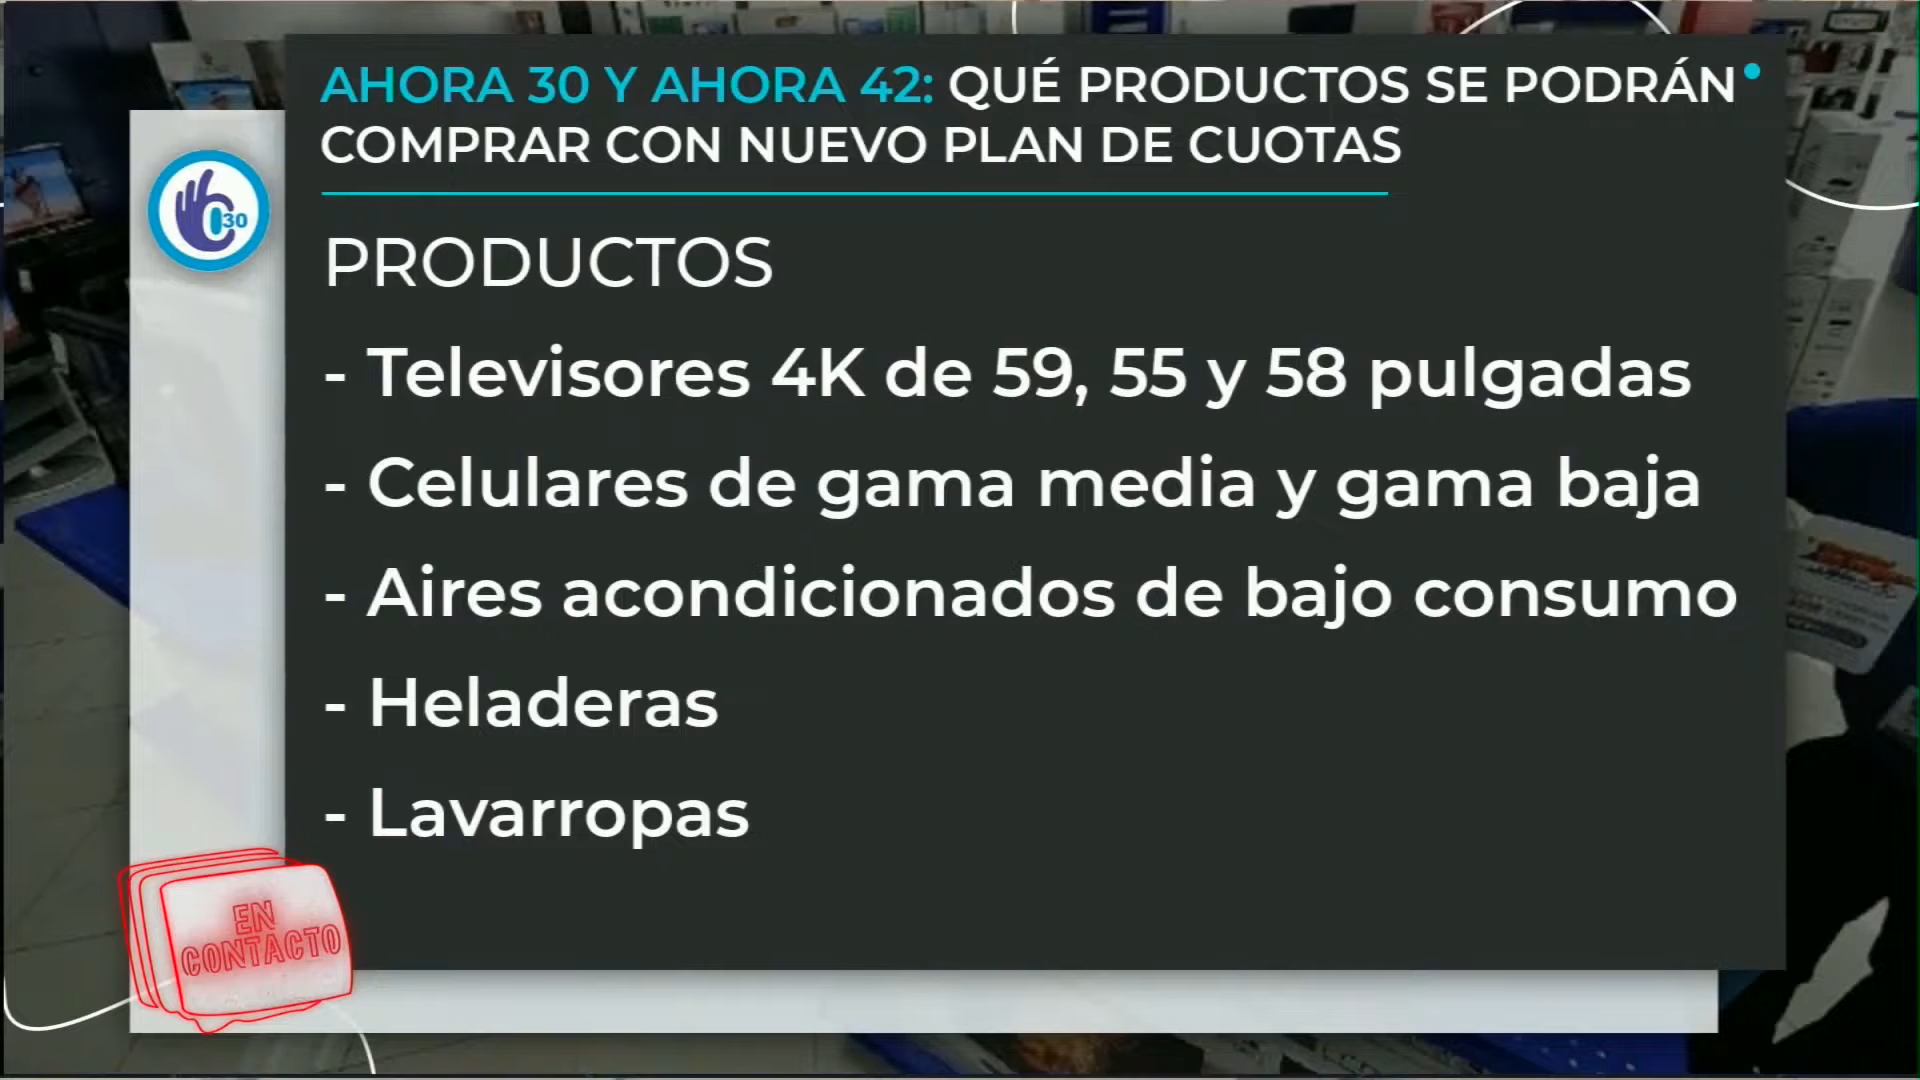 AHORA 30 Y AHORA 42: QUÉ PRODUCTOS SE PODRÁN
COMPRAR CON NUEVO PLAN DE CUOTAS
30
PRODUCTOS
- Televisores 4K de 59, 55 y 58 pulgadas
- Celulares de gama media y gama baja
- Aires acondicionados de bajo consumo
- Heladeras
- Lavarropas
EN
CONTACTO